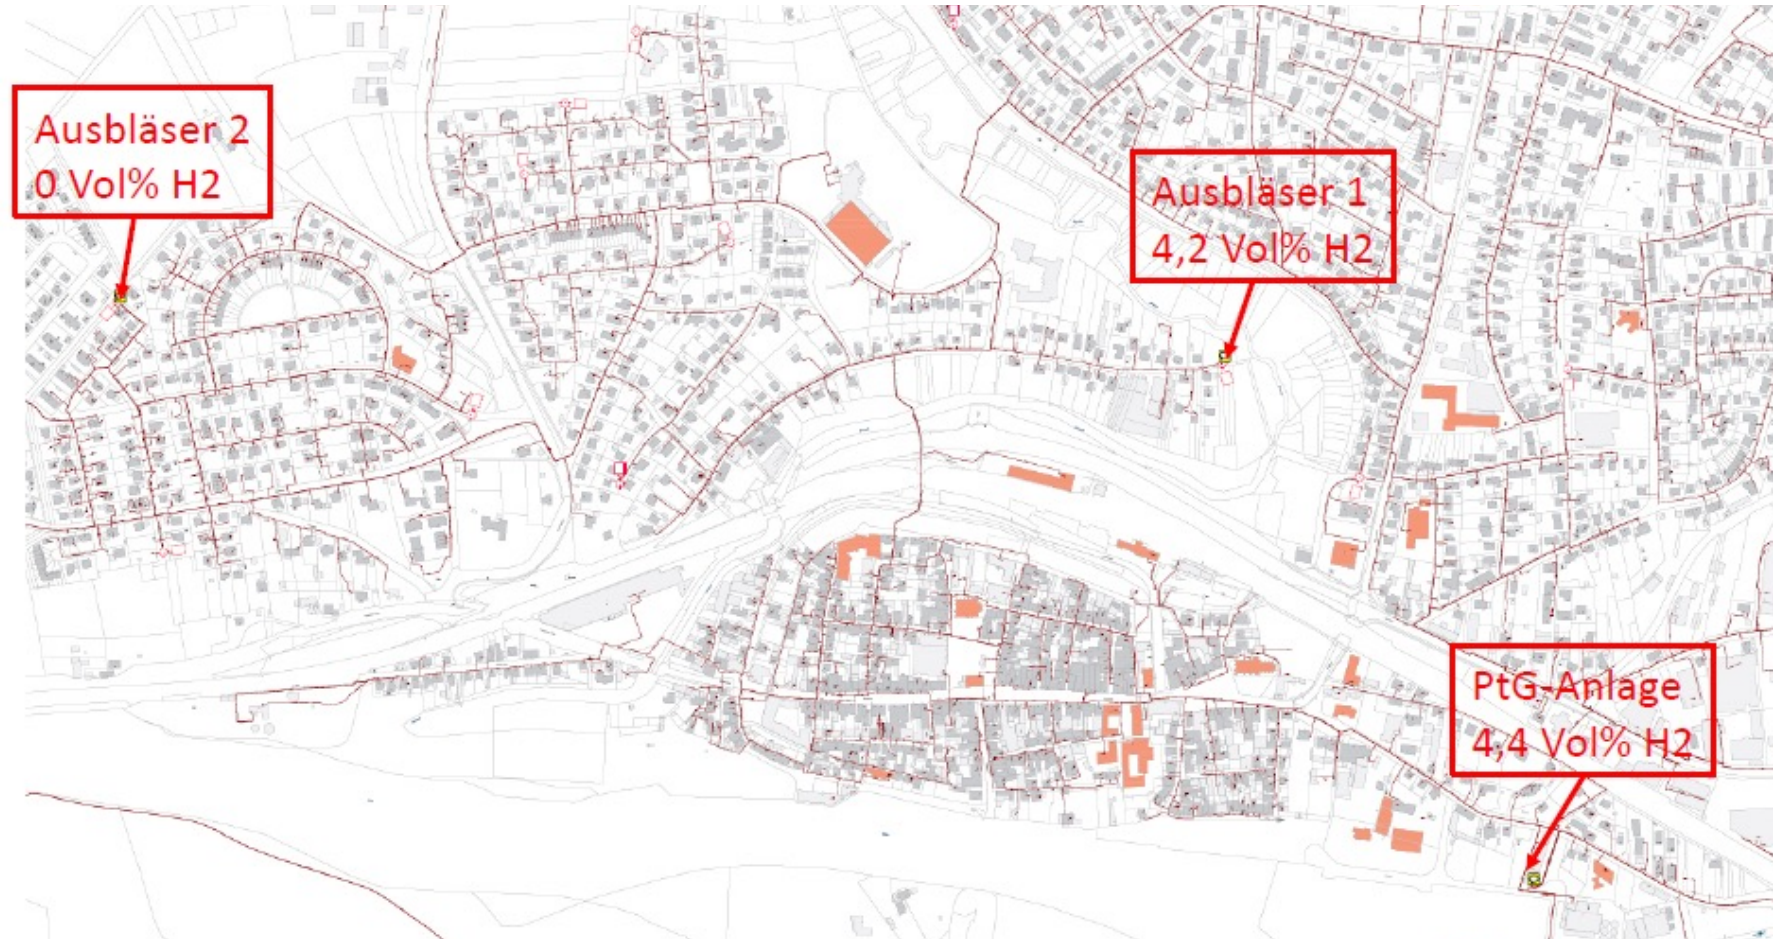 Ausbläser 2
0 Vol% H2
Ausbläser 1
4,2 Vol% H2
PtG-Anlage
4,4 Vol% H2